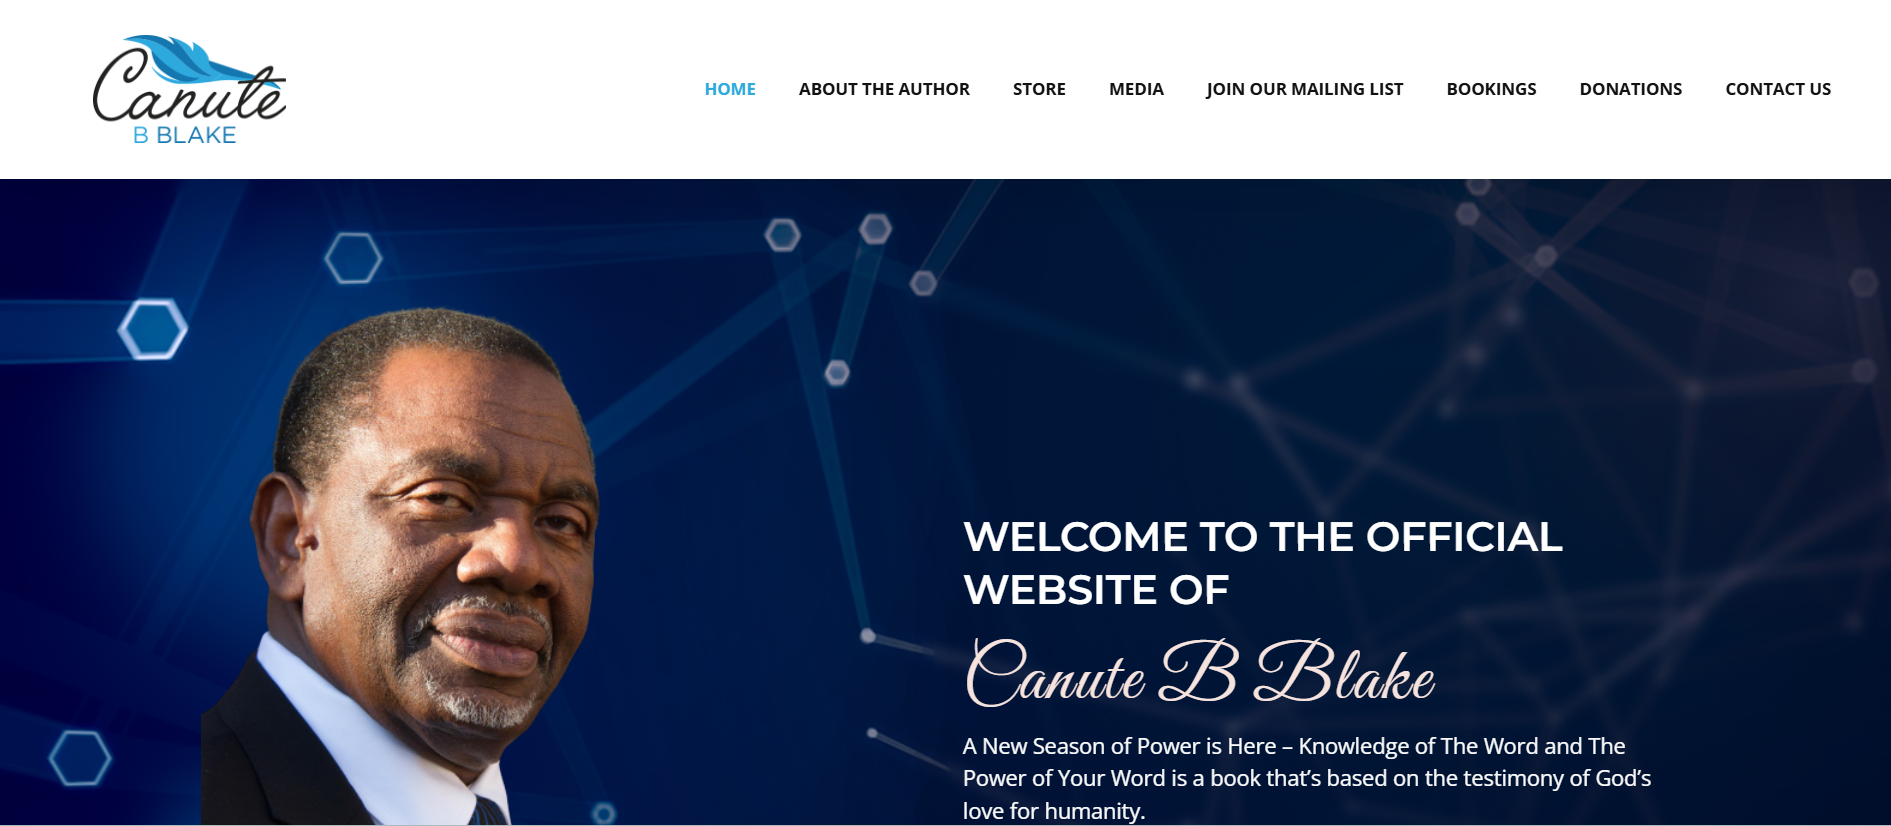 Canute
B BLAKE
HOME ABOUT THE AUTHOR STORE MEDIA JOIN OUR MAILING LIST BOOKINGS DONATIONS CONTACT US
WELCOME TO THE OFFICIAL
WEBSITE OF
Canute B Blake
A New Season of Power is Here – Knowledge of The Word and The
Power of Your Word is a book that’s based on the testimony of God’s
love for humanity.